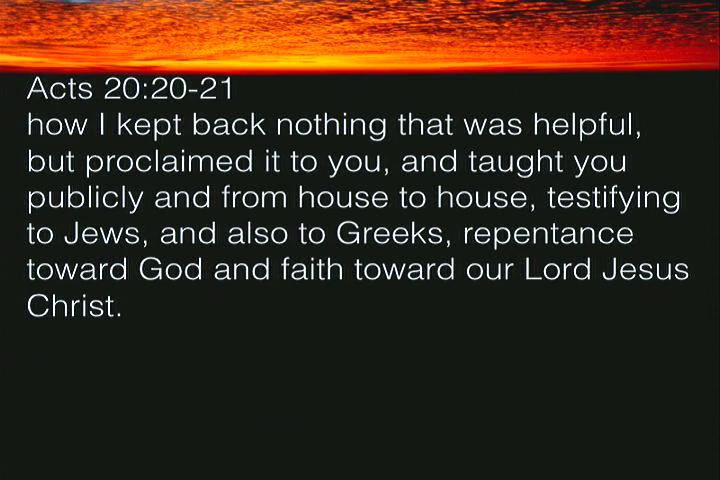 Acts 20:20-21
how I kept back nothing that was helpful,
but proclaimed it to you, and taught you
publicly and from house to house, testifying
to Jews, and also to Greeks, repentance
toward God and faith toward our Lord Jesus
Christ.